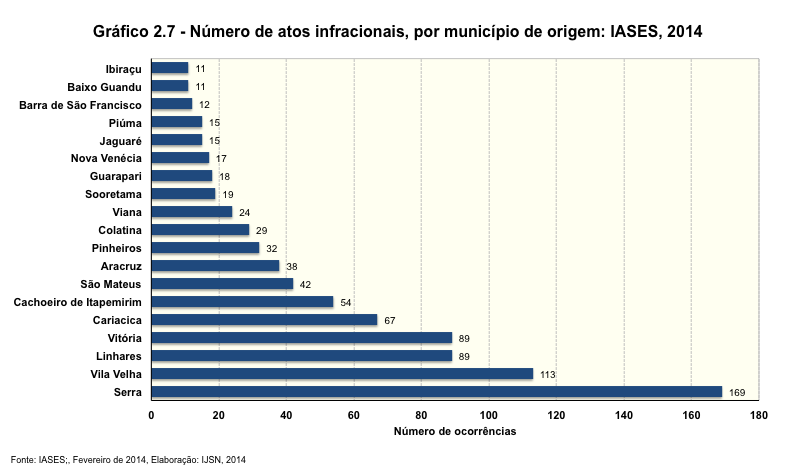 Gráfico 2.7 - Número de atos infracionais, por município de origem: IASES, 2014
Ibiraçu 11
Baixo Guandu 11
Barra de São Francisco 12
Piúma 15
Jaguaré 15
Nova Venécia 17
Guarapari 18
Sooretama 19
Viana 24
Colatina 29
Pinheiros 32
Aracruz 38
São Mateus 42
Cachoeiro de Itapemirim 54
Cariacica 67
Vitória 89
Linhares 89
Vila Velha 113
Serra 169
0 20 40 60 80 100 120 140 160 180
Número de ocorrências
Fonte: IASES;, Fevereiro de 2014, Elaboração: IJSN, 2014